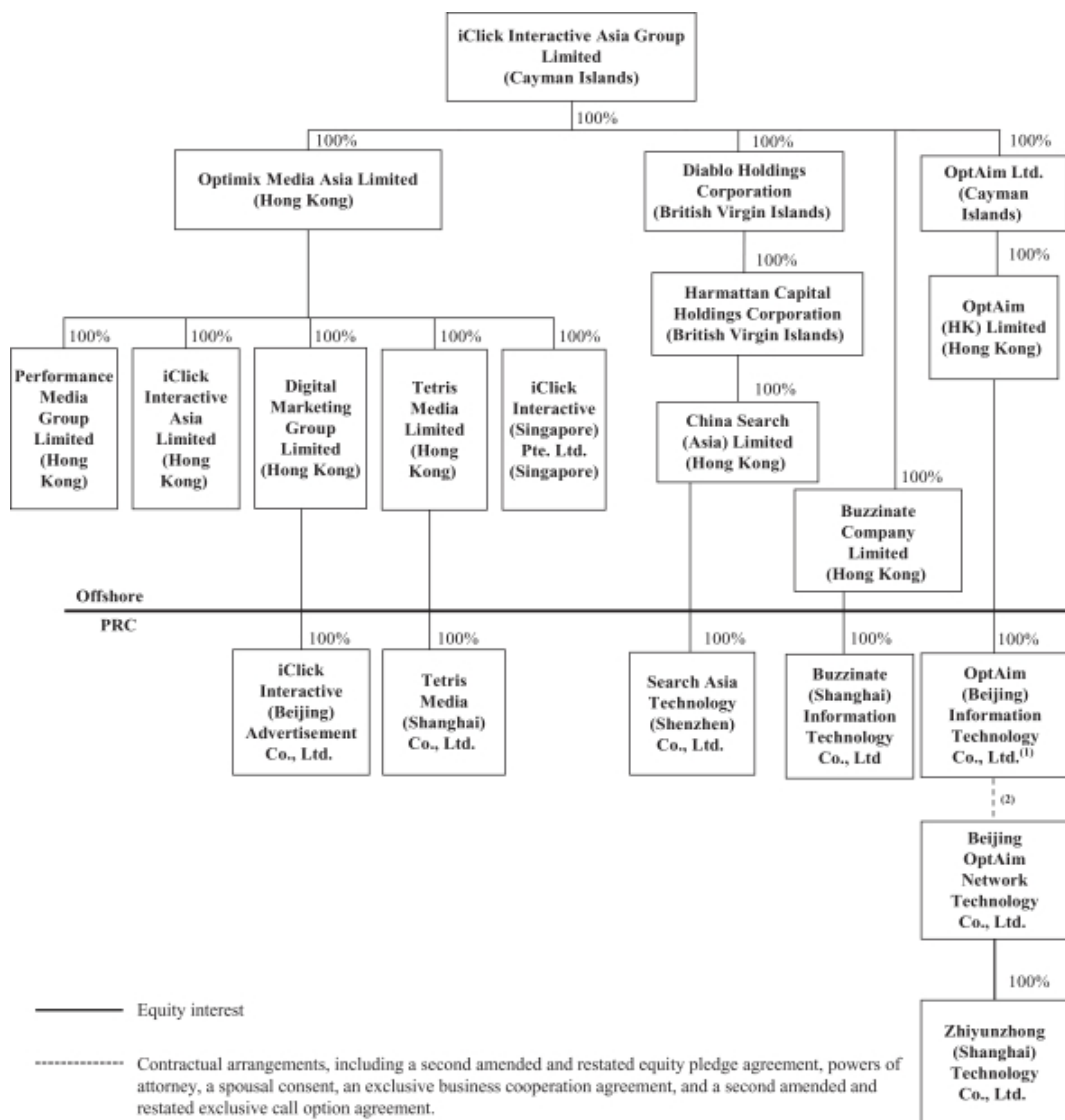 iClick Interactive Asia Group
Limited
(Cayman Islands)
100%
100%
100%
100%
Optimix Media Asia Limited
(Hong Kong)
Diablo Holdings
Corporation
(British Virgin Islands)
OptAim Ltd.
(Cayman
Islands)
100%
100%
Harmattan Capital
Holdings Corporation
(British Virgin Islands)
OptAim
(HK) Limited
(Hong Kong)
100%
100%
100%
100%
100%
Performance
Media
Group
Limited
(Hong
Kong)
iClick
Interactive
Asia
Limited
(Hong
Kong)
Digital
Marketing
Group
Limited
(Hong Kong)
Tetris
Media
Limited
(Hong
Kong)
iClick
Interactive
(Singapore)
Pte. Ltd.
(Singapore)
100%
China Search
(Asia) Limited
(Hong Kong)
100%
Buzzinate
Company
Limited
(Hong Kong)
Offshore
PRC
100%
100%
100%
100%
100%
iClick
Interactive
(Beijing)
Advertisement
Co., Ltd.
Tetris
Media
(Shanghai)
Co., Ltd.
Search Asia
Technology
(Shenzhen)
Co., Ltd.
Buzzinate
(Shanghai)
Information
Technology
Co., Ltd
OptAim
(Beijing)
Information
Technology
Co., Ltd.(1)
(2)
Beijing
OptAim
Network
Technology
Co., Ltd.
100%
Zhiyunzhong
(Shanghai)
Technology
Co., Ltd.
Equity interest
Contractual arrangements, including a second amended and restated equity pledge agreement, powers of
attorney, a spousal consent, an exclusive business cooperation agreement, and a second amended and
restated exclusive call option agreement.